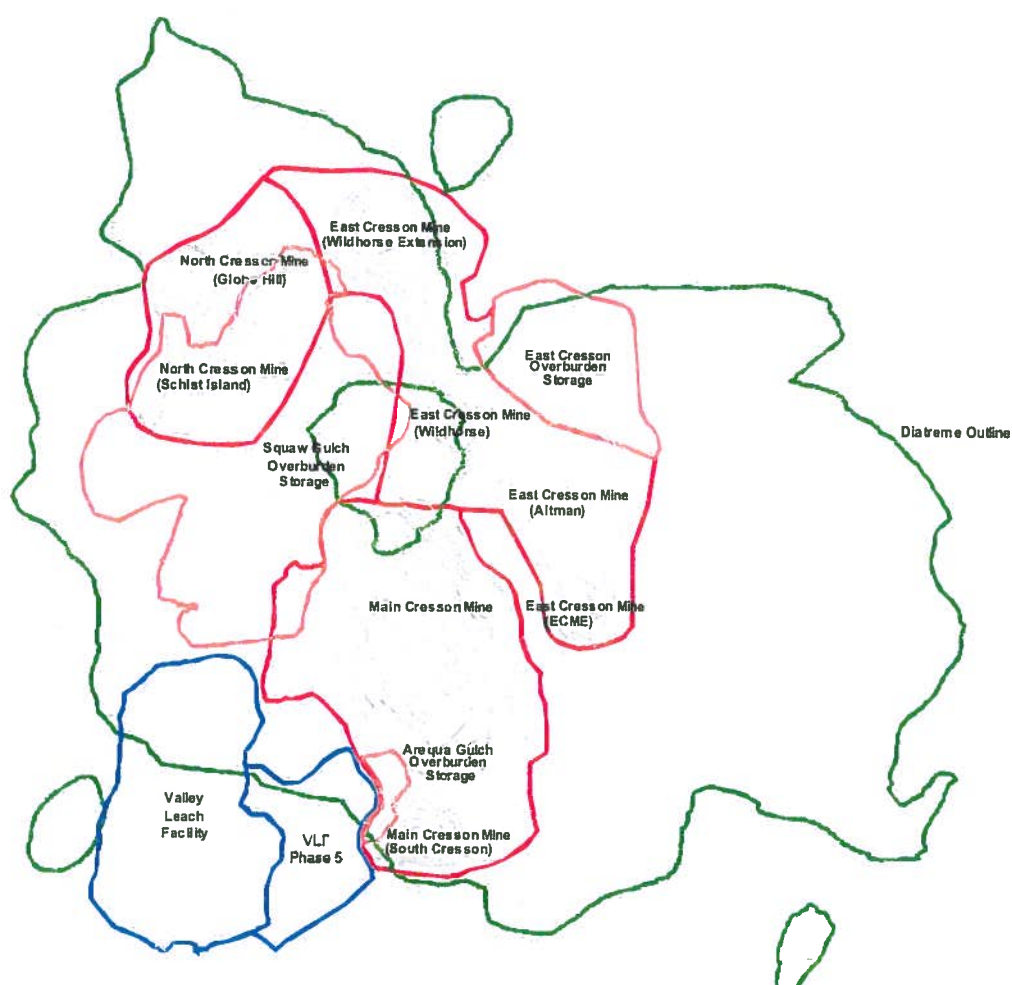 East Cresson Mine
(Wildhorse Extension)
North Cresson Mine
(Globe Hill)
North Cresson Mine
(Schist Island)
East Cresson
Overburden
Storage
East Cresson Mine
(Wildhorse)
Diatreme Outline
Squaw Gulch
Overburden
Storage
East Cresson Mine
(Altman)
Main Cresson Mine
East Cresson Mine
(ECME)
Arequa Gulch
Overburden
Storage
Valley
Leach
Facility
VLF
Phase 5
Main Cresson Mine
(South Cresson)